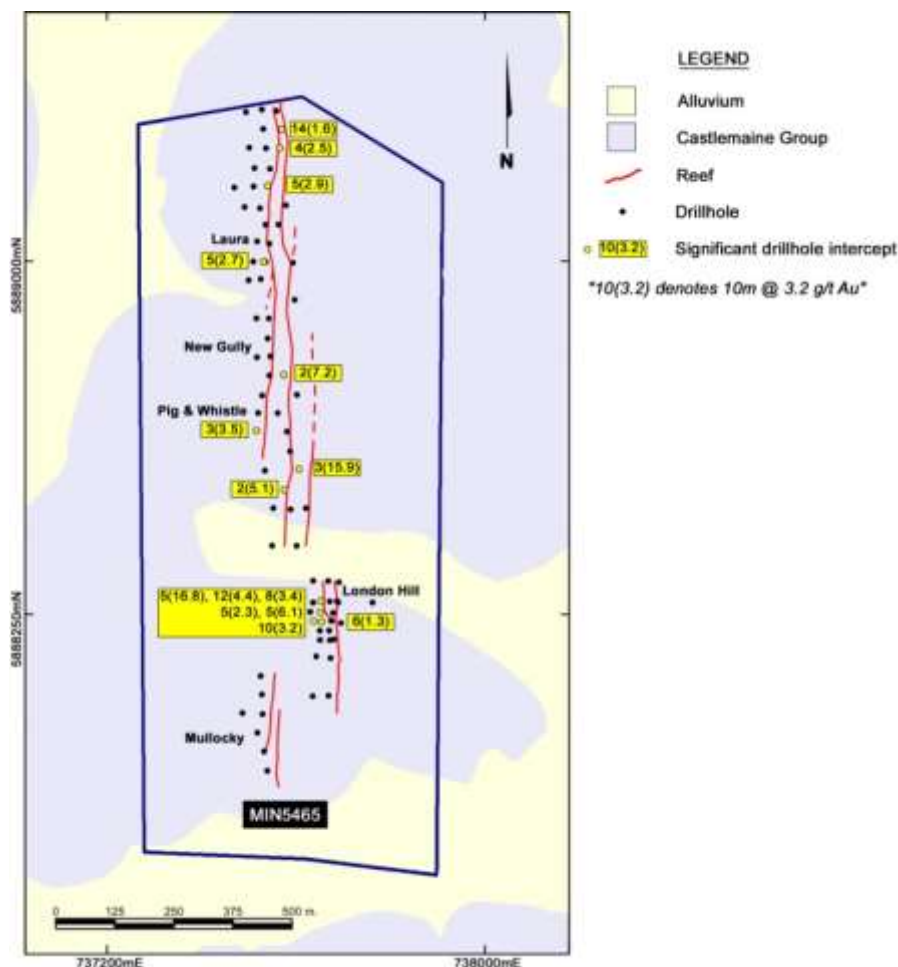 LEGEND
Alluvium
Castlemaine Group
Reef
Drillhole
10(3.2) Significant drillhole intercept
"10(3.2) denotes 10m @ 3.2 g/t Au"
N
14(1.6)
4(2.5)
5(2.9)
Laura
5(2.7)
5889000mN
New Gully
2(7.2)
Pig & Whistle
3(3.5)
3(15.9)
2(5.1)
London Hill
5(16.8), 12(4.4), 8(3.4)
5(2.3), 5(6.1)
10(3.2)
6(1.3)
5888250mN
Mullocky
MIN5465
0 125 250 375 500 m.
737200mE 738000mE